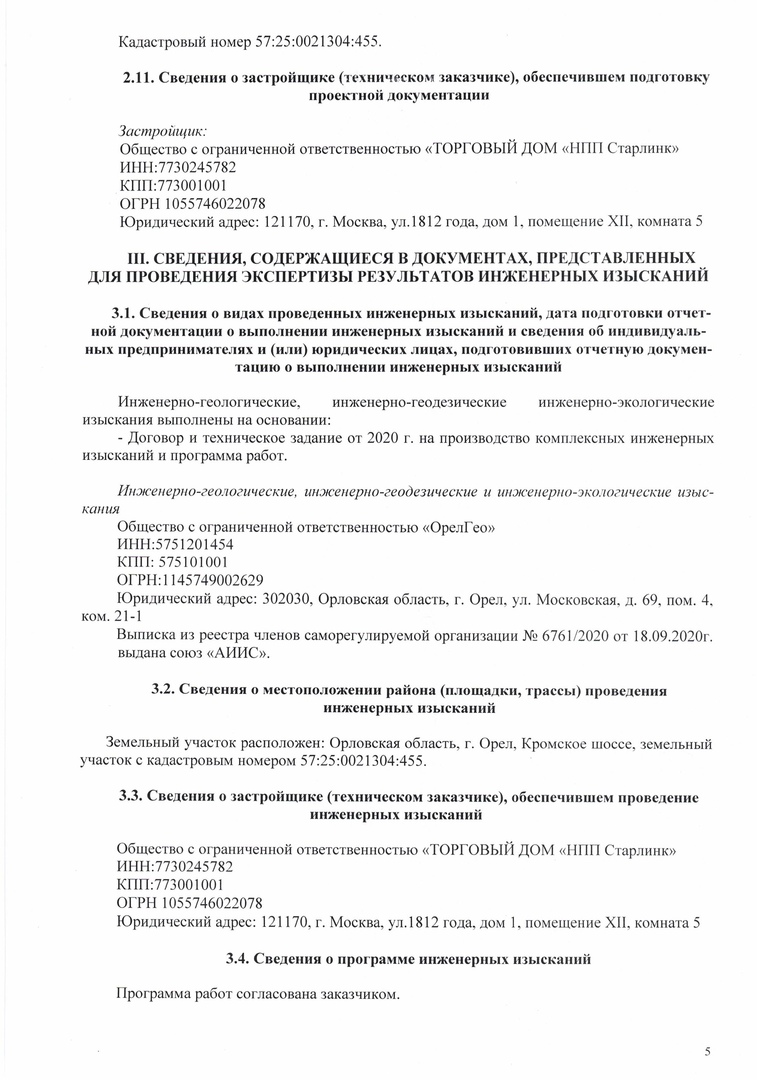 Кадастровый номер 57:25:0021304:455.
2.11. Сведения о застройщике (техническом заказчике), обеспечившем подготовку
проектной документации
Застройщик:
Общество с ограниченной ответственностью «ТОРГОВЫЙ ДОМ «НПП Старлинк»
ИНН:7730245782
КПП:773001001
ОГРН 1055746022078
Юридический адрес: 121170, г. Москва, ул.1812 года, дом 1, помещение XII, комната 5
III. СВЕДЕНИЯ, СОДЕРЖАЩИЕСЯ В ДОКУМЕНТАХ, ПРЕДСТАВЛЕННЫХ
ДЛЯ ПРОВЕДЕНИЯ ЭКСПЕРТИЗЫ РЕЗУЛЬТАТОВ ИНЖЕНЕРНЫХ ИЗЫСКАНИЙ
3.1. Сведения о видах проведенных инженерных изысканий, дата подготовки отчет-
ной документации о выполнении инженерных изысканий и сведения об индивидуаль-
ных предпринимателях и (или) юридических лицах, подготовивших отчетную докумен-
тацию о выполнении инженерных изысканий
Инженерно-геологические, инженерно-геодезические инженерно-экологические
изыскания выполнены на основании:
- Договор и техническое задание от 2020 г. на производство комплексных инженерных
изысканий и программа работ.
Инженерно-геологические, инженерно-геодезические и инженерно-экологические изыс-
кания
Общество с ограниченной ответственностью «ОрелГео»
ИНН:5751201454
КПП: 575101001
ОГРН:1145749002629
Юридический адрес: 302030, Орловская область, г. Орел, ул. Московская, д. 69, пом. 4,
ком. 21-1
Выписка из реестра членов саморегулируемой организации № 6761/2020 от 18.09.2020г.
выдана союз «АИИС».
3.2. Сведения о местоположении района (площадки, трассы) проведения
инженерных изысканий
Земельный участок расположен: Орловская область, г. Орел, Кромское шоссе, земельный
участок с кадастровым номером 57:25:0021304:455.
3.3. Сведения о застройщике (техническом заказчике), обеспечившем проведение
инженерных изысканий
Общество с ограниченной ответственностью «ТОРГОВЫЙ ДОМ «НПП Старлинк»
ИНН:7730245782
КПП:773001001
ОГРН 1055746022078
Юридический адрес: 121170, г. Москва, ул.1812 года, дом 1, помещение XII, комната 5
3.4. Сведения о программе инженерных изысканий
Программа работ согласована заказчиком.
5